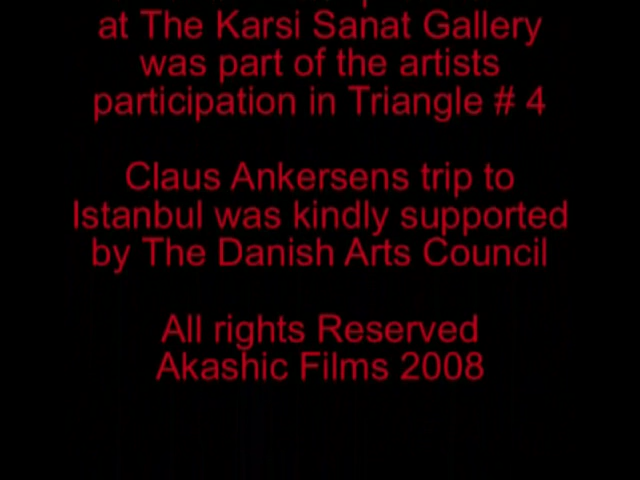 at The Karsi Sanat Gallery
was part of the artists
participation in Triangle # 4
Claus Ankersens trip to
Istanbul was kindly supported
by The Danish Arts Council
All rights Reserved
Akashic Films 2008